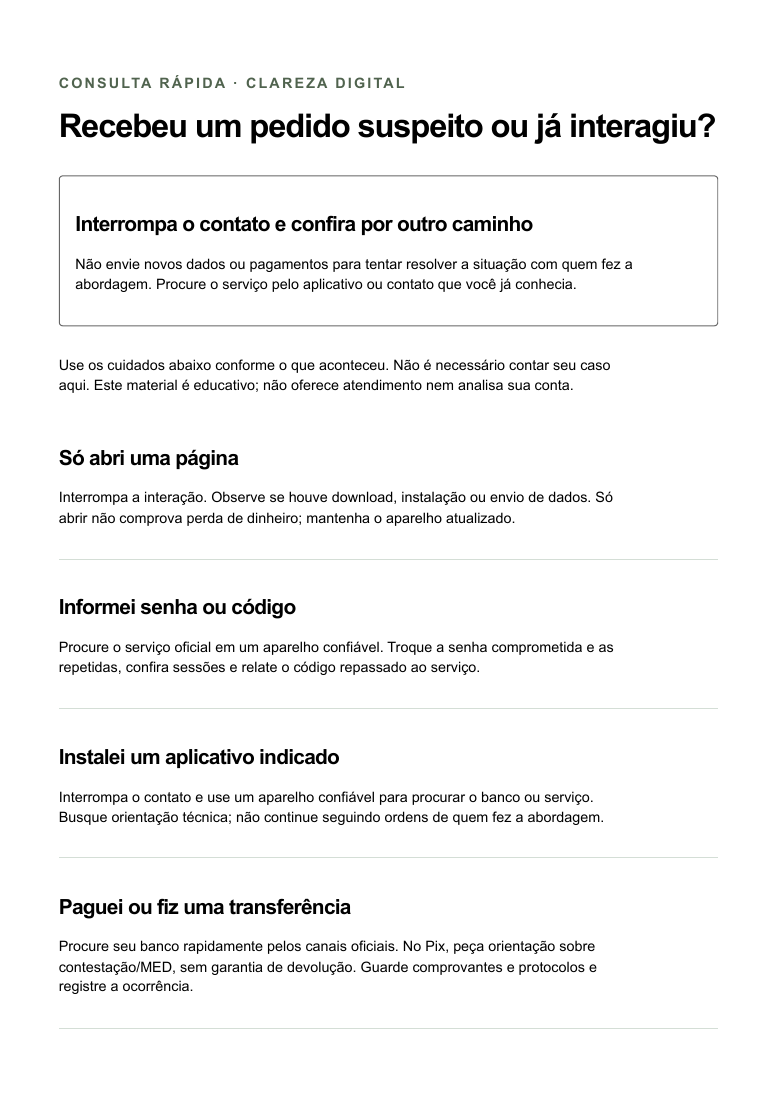 CONSULTA RÁPIDA · CLAREZA DIGITAL
Recebeu um pedido suspeito ou já interagiu?
Interrompa o contato e confira por outro caminho
Não envie novos dados ou pagamentos para tentar resolver a situação com quem fez a
abordagem. Procure o serviço pelo aplicativo ou contato que você já conhecia.
Use os cuidados abaixo conforme o que aconteceu. Não é necessário contar seu caso
aqui. Este material é educativo; não oferece atendimento nem analisa sua conta.
Só abri uma página
Interrompa a interação. Observe se houve download, instalação ou envio de dados. Só
abrir não comprova perda de dinheiro; mantenha o aparelho atualizado.
Informei senha ou código
Procure o serviço oficial em um aparelho confiável. Troque a senha comprometida e as
repetidas, confira sessões e relate o código repassado ao serviço.
Instalei um aplicativo indicado
Interrompa o contato e use um aparelho confiável para procurar o banco ou serviço.
Busque orientação técnica; não continue seguindo ordens de quem fez a abordagem.
Paguei ou fiz uma transferência
Procure seu banco rapidamente pelos canais oficiais. No Pix, peça orientação sobre
contestação/MED, sem garantia de devolução. Guarde comprovantes e protocolos e
registre a ocorrência.